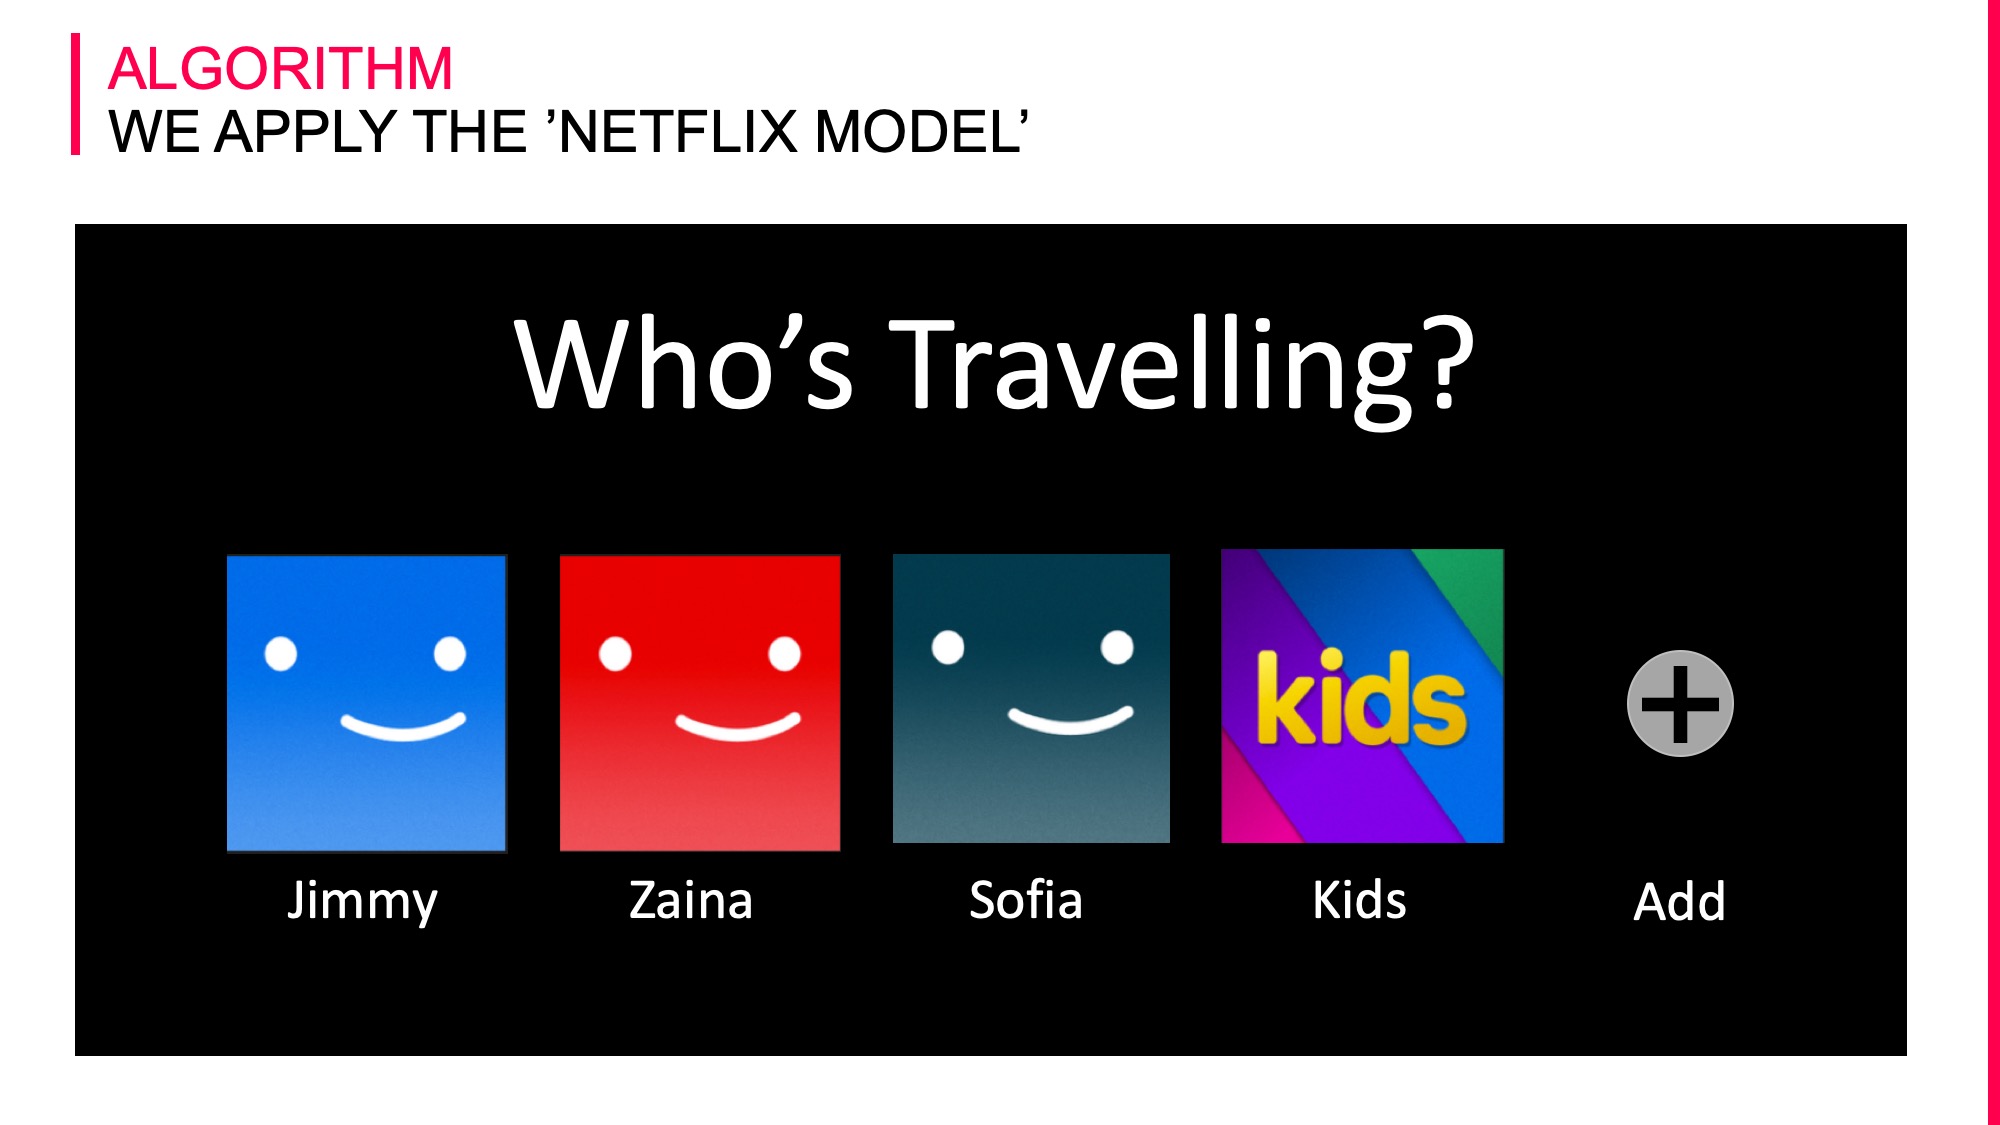 ALGORITHM
WE APPLY THE ’NETFLIX MODEL’
Who’s Travelling?
kids
Jimmy
Zaina
Sofia
Kids
Add